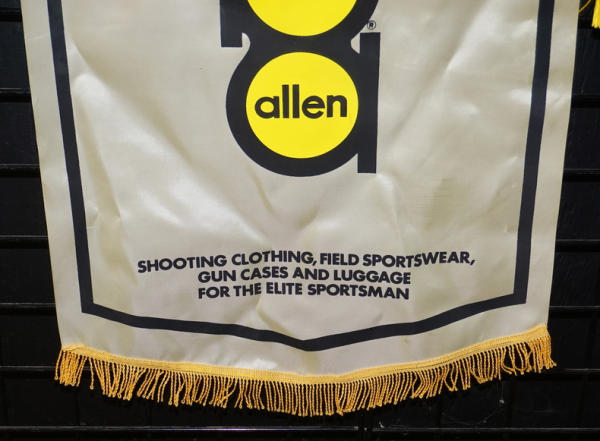 ®
allen
SHOOTING CLOTHING, FIELD SPORTSWEAR,
GUN CASES AND LUGGAGE
FOR THE ELITE SPORTSMAN